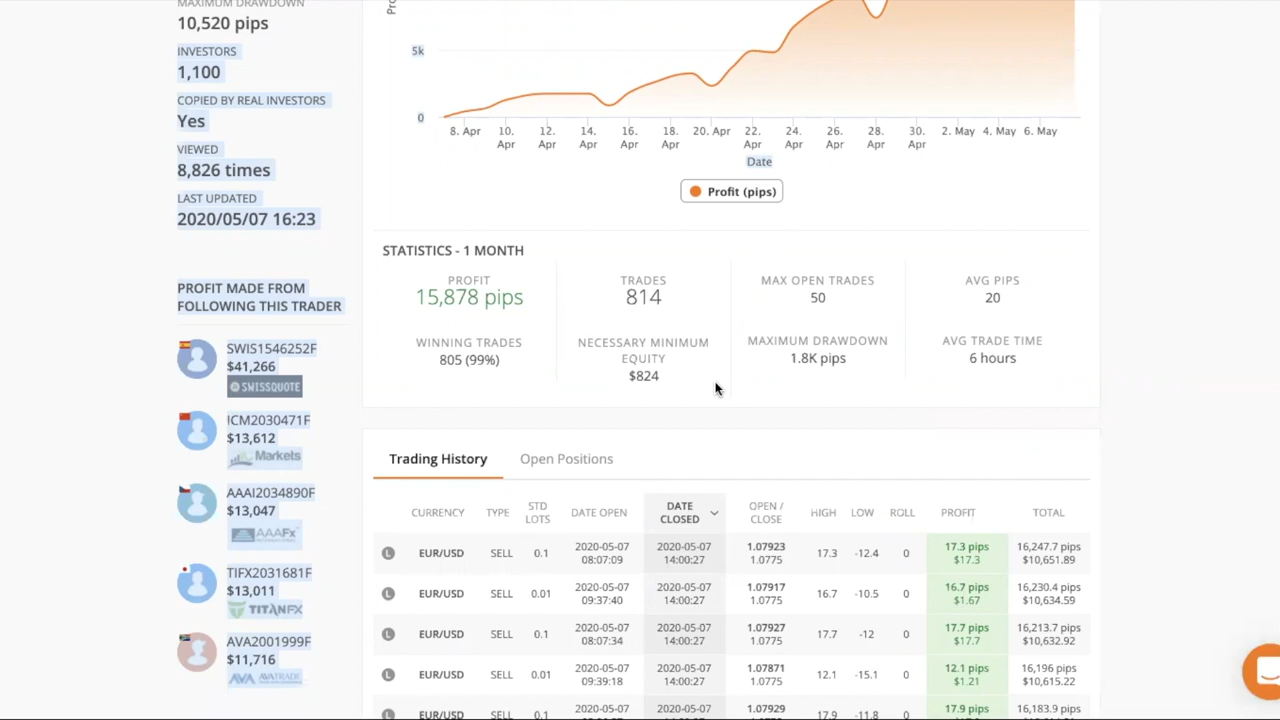 MAXIMUM DRAWDOWN
10,520 pips
INVESTORS
1,100
COPIED BY REAL INVESTORS
Yes
VIEWED
8,826 times
LAST UPDATED
2020/05/07 16:23
PROFIT MADE FROM
FOLLOWING THIS TRADER
SWIS1546252F
$41,266
SWISSQUOTE
ICM2030471F
$13,612
Markets
AAAI2034890F
$13,047
AAAFx
TIFX2031681F
$13,011
TITANFX
AVA2001999F
$11,716
AVA AVATRADE
5k
0
8. Apr 10. Apr 12. Apr 14. Apr 16. Apr 18. Apr 20. Apr 22. Apr 24. Apr 26. Apr 28. Apr 30. Apr 2. May 4. May 6. May
Date
Profit (pips)
STATISTICS - 1 MONTH
PROFIT
15,878 pips
TRADES
814
MAX OPEN TRADES
50
AVG PIPS
20
WINNING TRADES
805 (99%)
NECESSARY MINIMUM
EQUITY
$824
MAXIMUM DRAWDOWN
1.8K pips
AVG TRADE TIME
6 hours
Trading History Open Positions
CURRENCY TYPE STD LOTS DATE OPEN DATE CLOSED OPEN / CLOSE HIGH LOW ROLL PROFIT TOTAL
L EUR/USD SELL 0.1 2020-05-07 08:07:09 2020-05-07 14:00:27 1.07923 1.0775 17.3 -12.4 0 17.3 pips $17.3 16,247.7 pips $10,651.89
L EUR/USD SELL 0.01 2020-05-07 09:37:40 2020-05-07 14:00:27 1.07917 1.0775 16.7 -10.5 0 16.7 pips $1.67 16,230.4 pips $10,634.59
L EUR/USD SELL 0.1 2020-05-07 08:07:34 2020-05-07 14:00:27 1.07927 1.0775 17.7 -12 0 17.7 pips $17.7 16,213.7 pips $10,632.92
L EUR/USD SELL 0.01 2020-05-07 09:39:18 2020-05-07 14:00:27 1.07871 1.0775 12.1 -15.1 0 12.1 pips $1.21 16,196 pips $10,615.22
L EUR/USD SELL 0.1 2020-05-07 2020-05-07 1.07929 17.9 -11.8 0 17.9 pips 16,183.9 pips